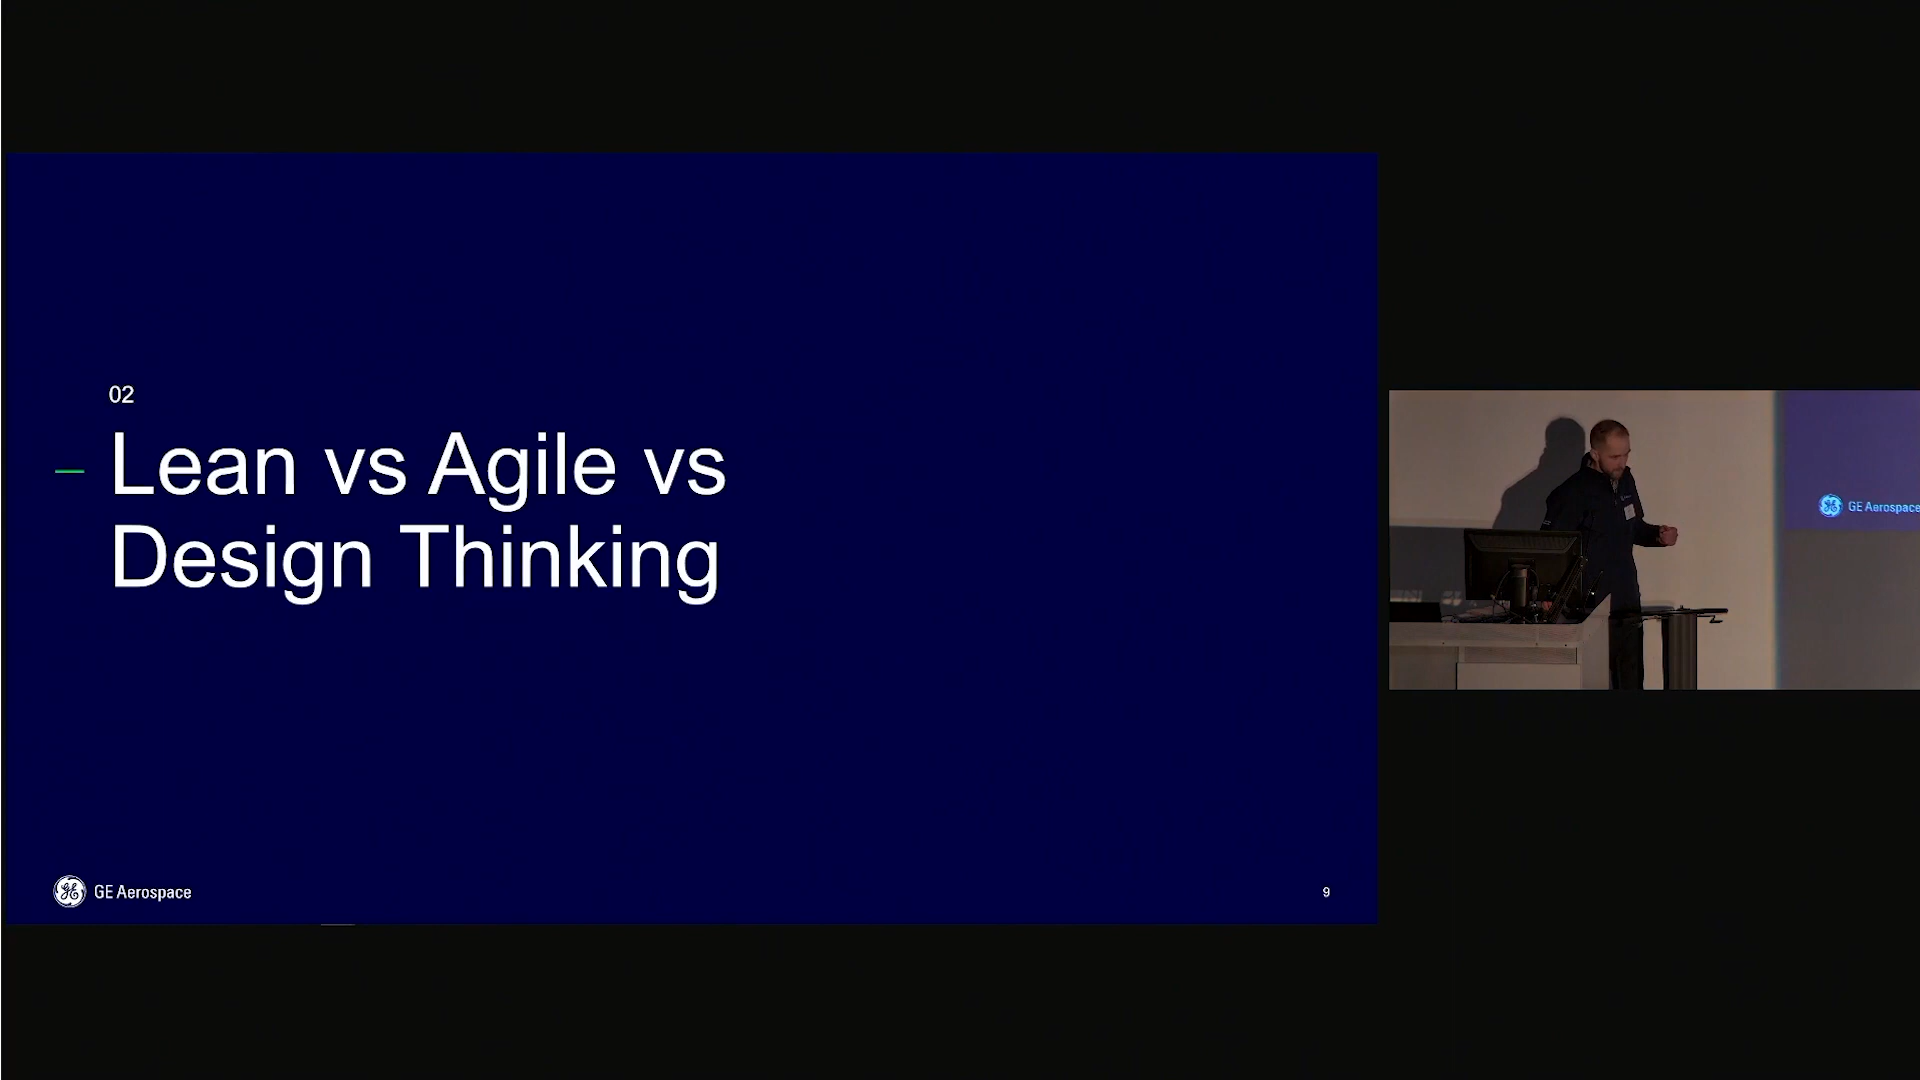 02
Lean vs Agile vs
Design Thinking
GE Aerospace
9
GE Aerospace